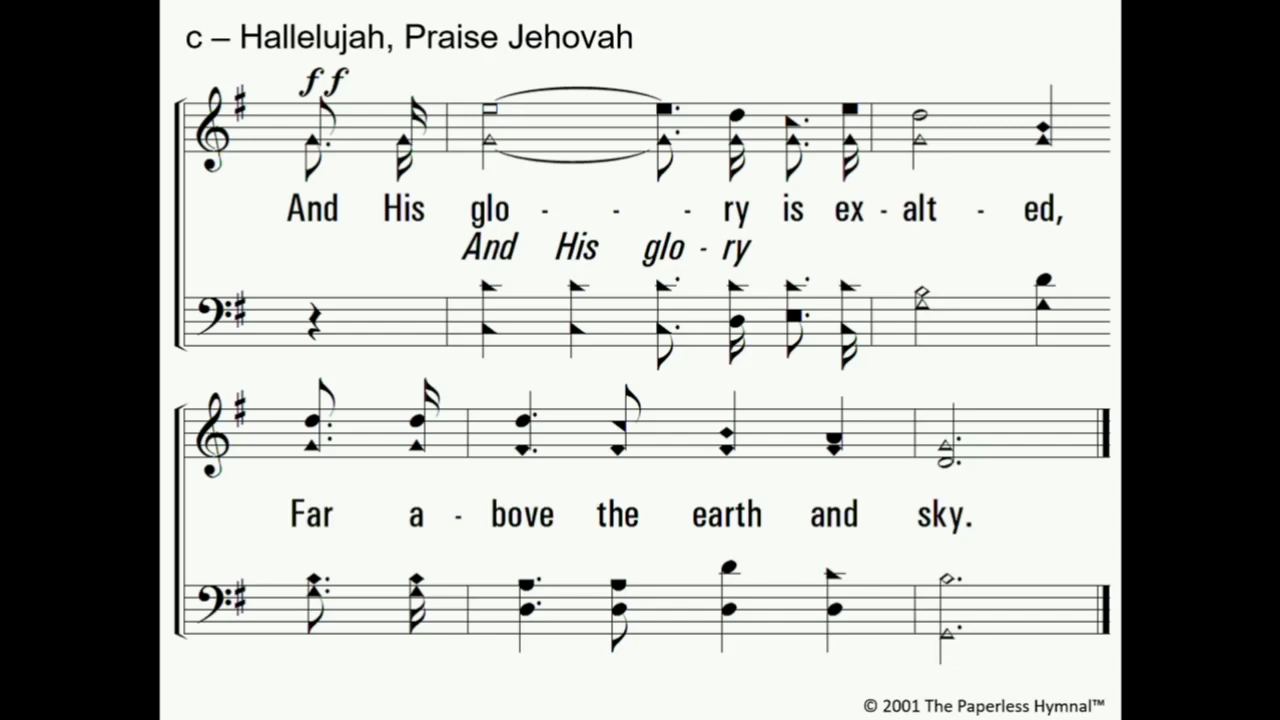 c – Hallelujah, Praise Jehovah
ff
And His glo - - - ry is ex - alt - ed,
And His glo - ry
Far a - bove the earth and sky.
© 2001 The Paperless Hymnal™